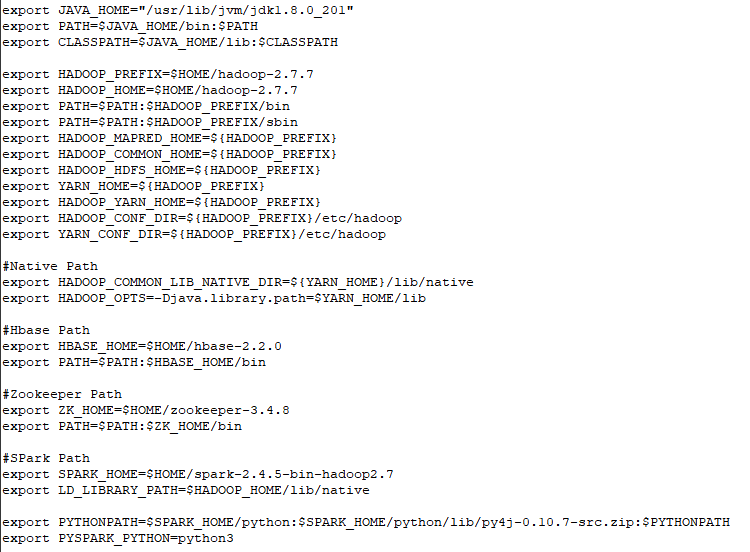 export JAVA_HOME="/usr/lib/jvm/jdk1.8.0_201"
export PATH=$JAVA_HOME/bin:$PATH
export CLASSPATH=$JAVA_HOME/lib:$CLASSPATH
export HADOOP_PREFIX=$HOME/hadoop-2.7.7
export HADOOP_HOME=$HOME/hadoop-2.7.7
export PATH=$PATH:$HADOOP_PREFIX/bin
export PATH=$PATH:$HADOOP_PREFIX/sbin
export HADOOP_MAPRED_HOME=${HADOOP_PREFIX}
export HADOOP_COMMON_HOME=${HADOOP_PREFIX}
export HADOOP_HDFS_HOME=${HADOOP_PREFIX}
export YARN_HOME=${HADOOP_PREFIX}
export HADOOP_YARN_HOME=${HADOOP_PREFIX}
export HADOOP_CONF_DIR=${HADOOP_PREFIX}/etc/hadoop
export YARN_CONF_DIR=${HADOOP_PREFIX}/etc/hadoop
#Native Path
export HADOOP_COMMON_LIB_NATIVE_DIR=${YARN_HOME}/lib/native
export HADOOP_OPTS=-Djava.library.path=$YARN_HOME/lib
#Hbase Path
export HBASE_HOME=$HOME/hbase-2.2.0
export PATH=$PATH:$HBASE_HOME/bin
#Zookeeper Path
export ZK_HOME=$HOME/zookeeper-3.4.8
export PATH=$PATH:$ZK_HOME/bin
#SPark Path
export SPARK_HOME=$HOME/spark-2.4.5-bin-hadoop2.7
export LD_LIBRARY_PATH=$HADOOP_HOME/lib/native
export PYTHONPATH=$SPARK_HOME/python:$SPARK_HOME/python/lib/py4j-0.10.7-src.zip:$PYTHONPATH
export PYSPARK_PYTHON=python3